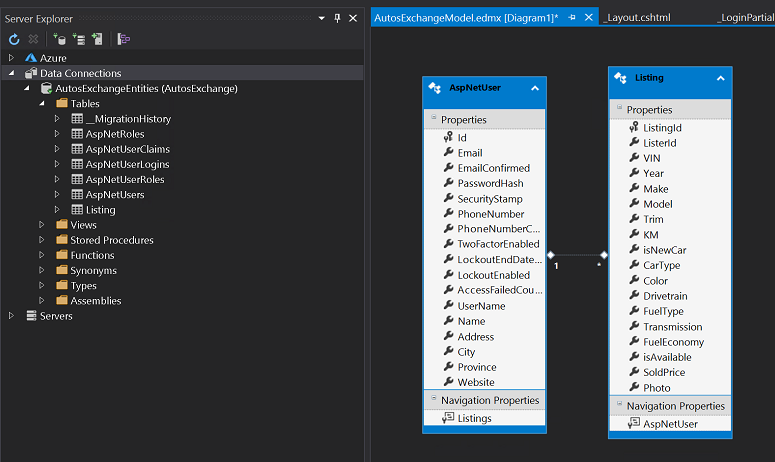 Server Explorer
Azure
Data Connections
AutosExchangeEntities (AutosExchange)
Tables
__MigrationHistory
AspNetRoles
AspNetUserClaims
AspNetUserLogins
AspNetUserRoles
AspNetUsers
Listing
Views
Stored Procedures
Functions
Synonyms
Types
Assemblies
Servers
AutosExchangeModel.edmx [Diagram1]*
_Layout.cshtml
_LoginPartial
AspNetUser
Properties
Id
Email
EmailConfirmed
PasswordHash
SecurityStamp
PhoneNumber
PhoneNumberC...
TwoFactorEnabled
LockoutEndDate...
LockoutEnabled
AccessFailedCou...
UserName
Name
Address
City
Province
Website
Navigation Properties
Listings
1
*
Listing
Properties
ListingId
ListerId
VIN
Year
Make
Model
Trim
KM
isNewCar
CarType
Color
Drivetrain
FuelType
Transmission
FuelEconomy
isAvailable
SoldPrice
Photo
Navigation Properties
AspNetUser